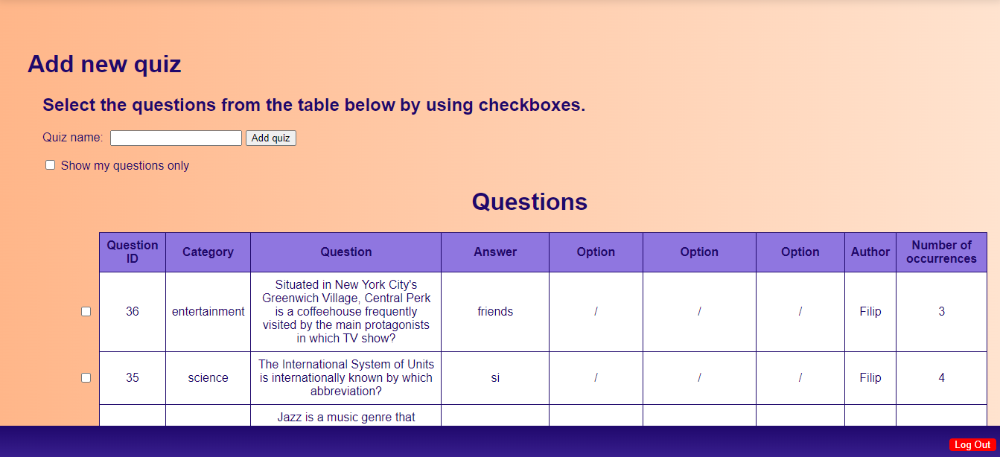 Add new quiz
Select the questions from the table below by using checkboxes.
Quiz name: Add quiz
Show my questions only
Questions
Question ID Category Question Answer Option Option Option Author Number of occurrences
36 entertainment Situated in New York City's
Greenwich Village, Central Perk
is a coffeehouse frequently
visited by the main protagonists
in which TV show? friends / / / Filip 3
35 science The International System of Units
is internationally known by which
abbreviation? si / / / Filip 4
Jazz is a music genre that
Log Out